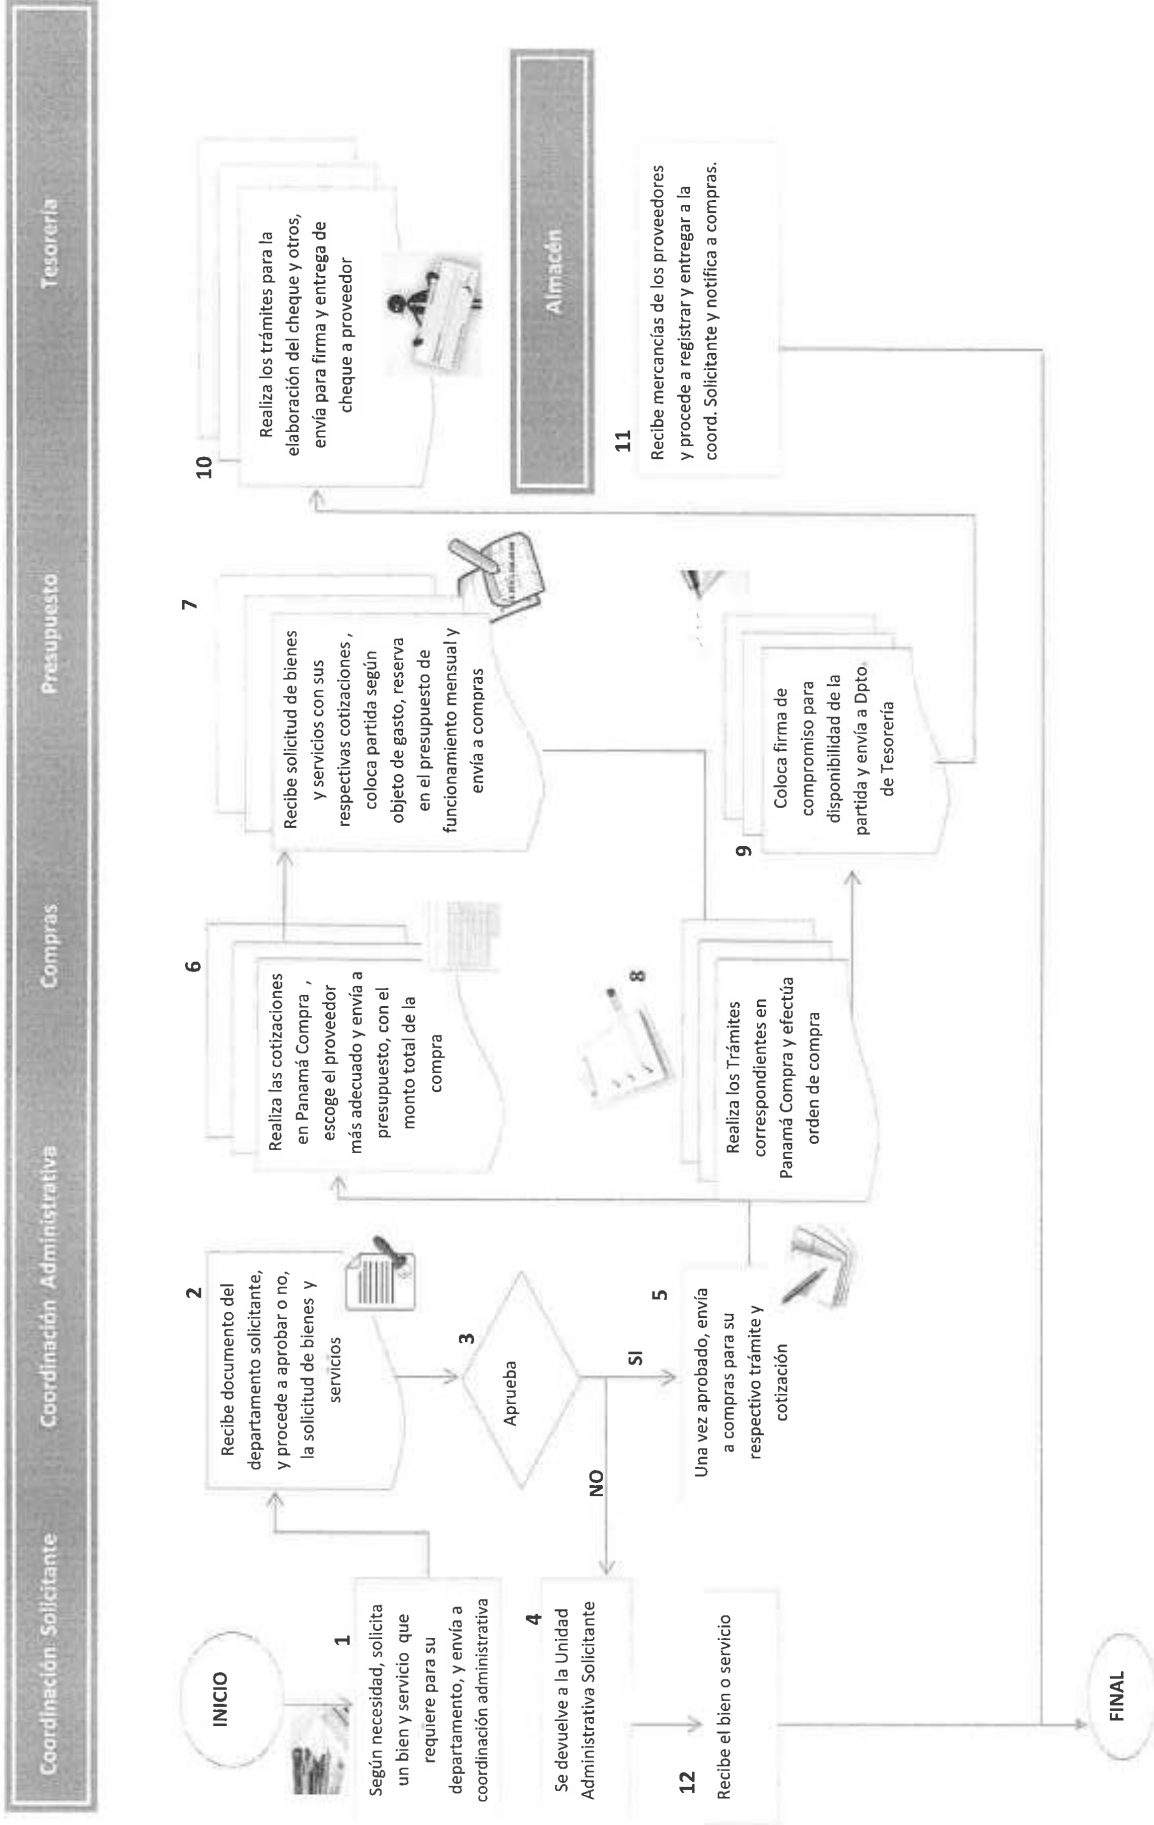 Coordinación Solicitante
Coordinación Administrativa
Compras
Presupuesto
Tesorería
INICIO
1
Según necesidad, solicita
un bien y servicio que
requiere para su
departamento, y envía a
coordinación administrativa
2
Recibe documento del
departamento solicitante,
y procede a aprobar o no,
la solicitud de bienes y
servicios
3
Aprueba
NO
SI
4
Se devuelve a la Unidad
Administrativa Solicitante
5
Una vez aprobado, envía
a compras para su
respectivo trámite y
cotización
6
Realiza las cotizaciones
en Panamá Compra ,
escoge el proveedor
más adecuado y envía a
presupuesto, con el
monto total de la
compra
7
Recibe solicitud de bienes
y servicios con sus
respectivas cotizaciones ,
coloca partida según
objeto de gasto, reserva
en el presupuesto de
funcionamiento mensual y
envía a compras
8
Realiza los Trámites
correspondientes en
Panamá Compra y efectúa
orden de compra
9
Coloca firma de
compromiso para
disponibilidad de la
partida y envía a Dpto.
de Tesorería
10
Realiza los trámites para la
elaboración del cheque y otros,
envía para firma y entrega de
cheque a proveedor
Almacén
11
Recibe mercancías de los proveedores
y procede a registrar y entregar a la
coord. Solicitante y notifica a compras.
12
Recibe el bien o servicio
FINAL